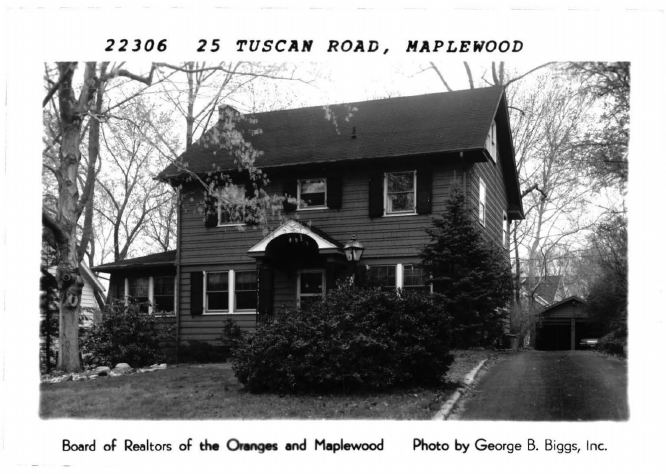 22306 25 TUSCAN ROAD, MAPLEWOOD
Board of Realtors of the Oranges and Maplewood Photo by George B. Biggs, Inc.